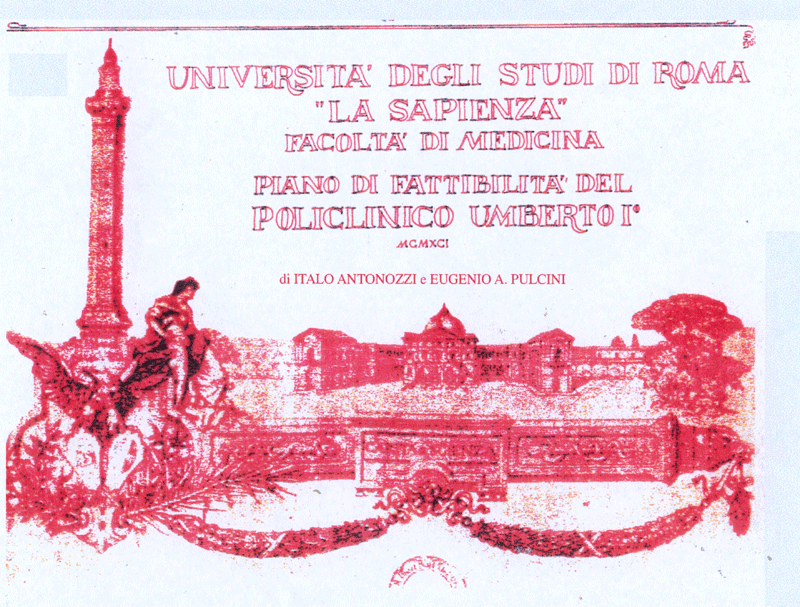 UNIVERSITA' DEGLI STUDI DI ROMA
"LA SAPIENZA"
FACOLTA' DI MEDICINA
PIANO DI FATTIBILITA' DEL
POLICLINICO UMBERTO I°
MCMXCI
di ITALO ANTONOZZI e EUGENIO A. PULCINI